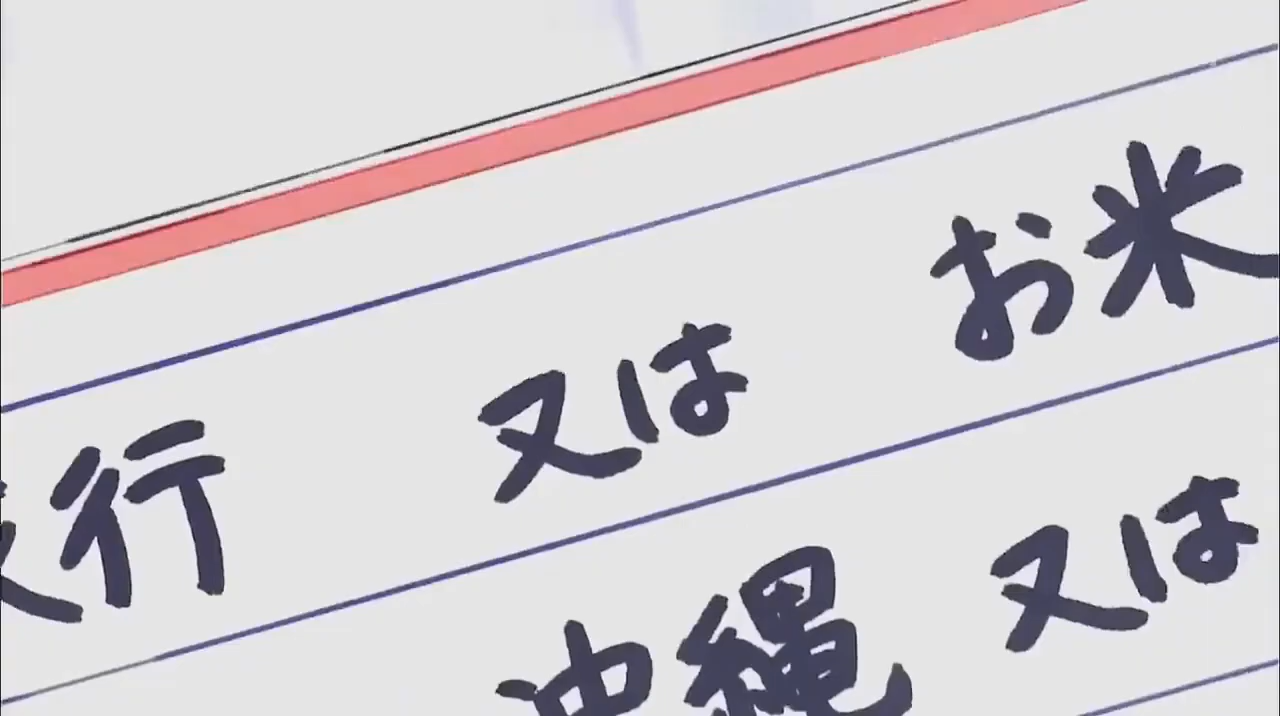 行 又は お米
沖縄 又は